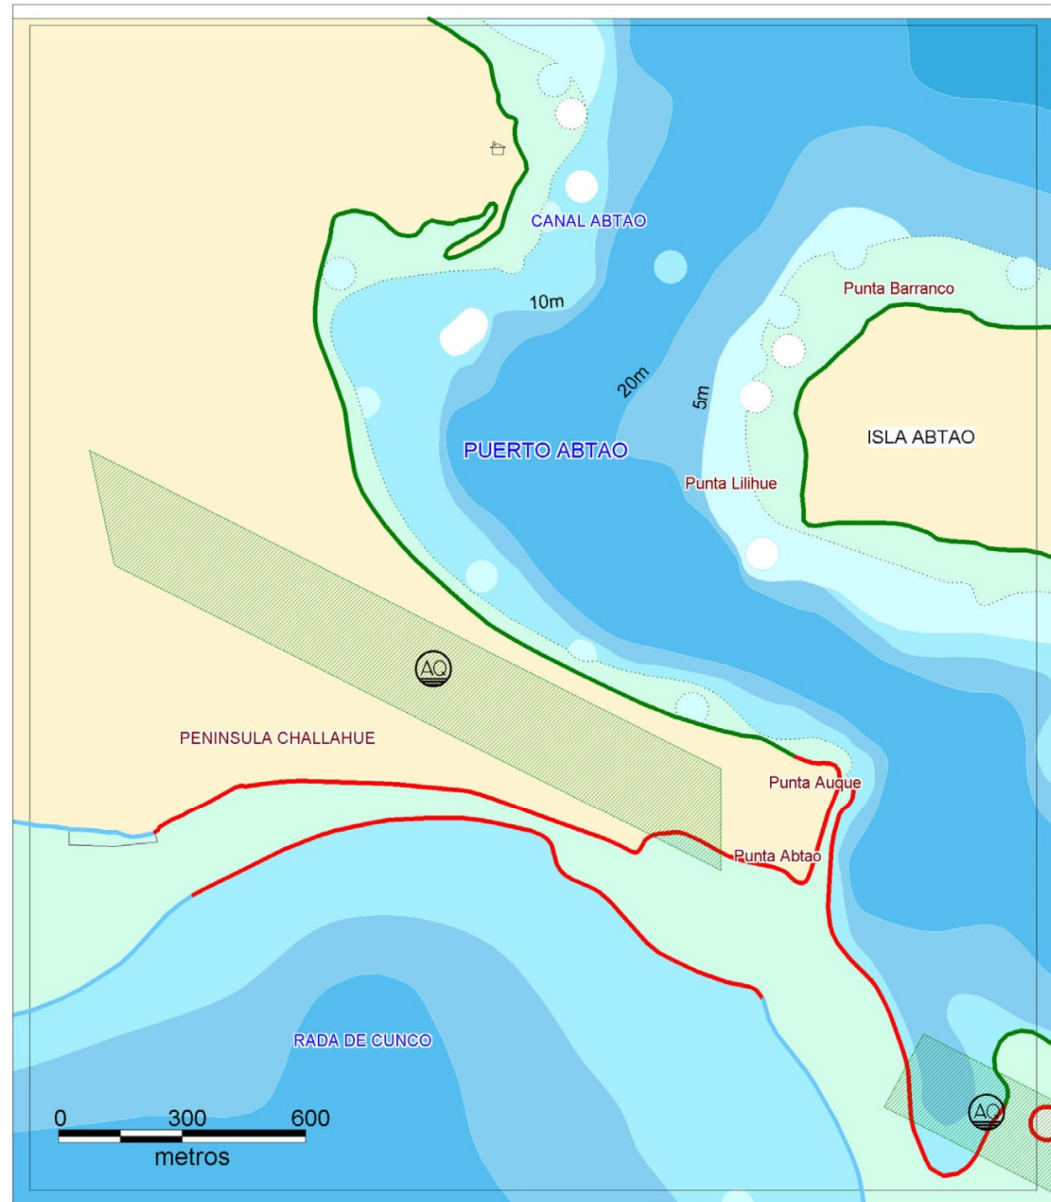 CANAL ABTAO
Punta Barranco
10m
20m
5m
ISLA ABTAO
PUERTO ABTAO
Punta Lilihue
AQ
PENINSULA CHALLAHUE
Punta Auque
Punta Abtao
RADA DE CUNCO
AQ
0 300 600
metros